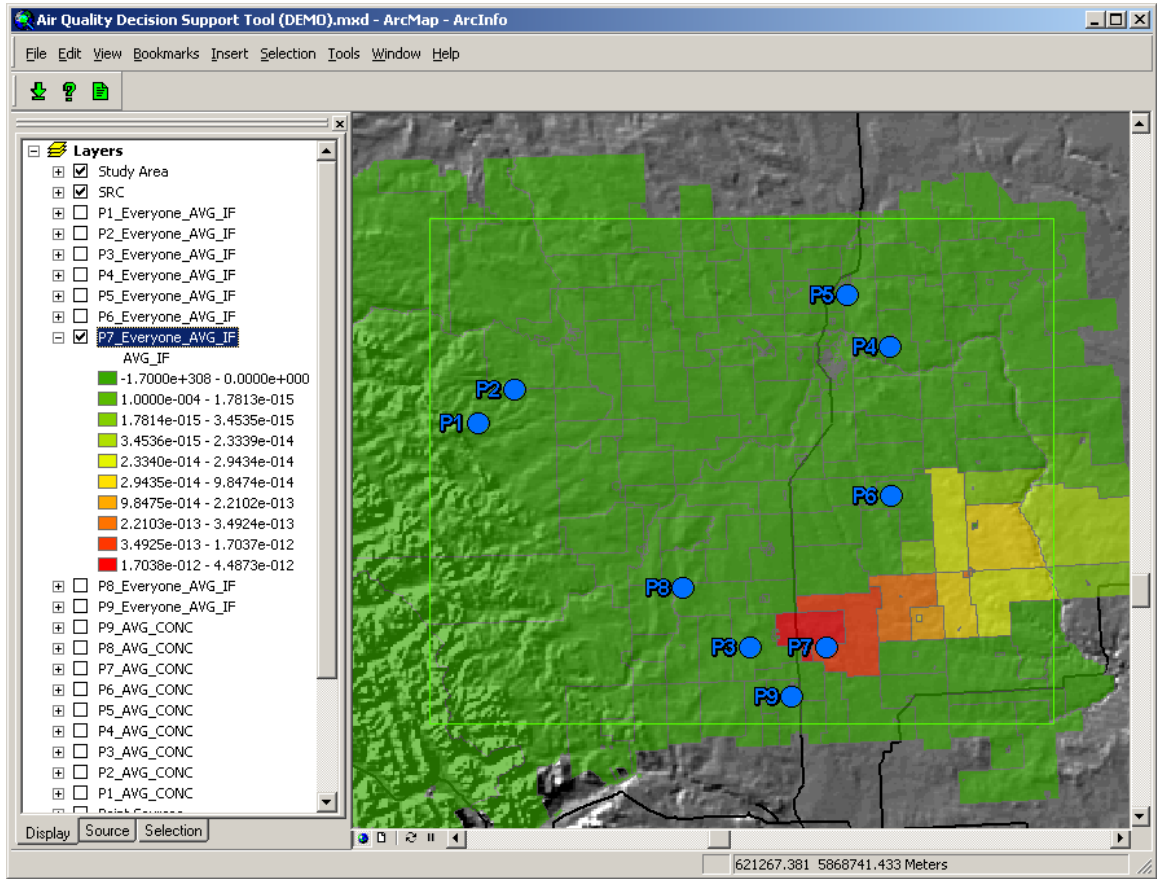 Air Quality Decision Support Tool (DEMO).mxd - ArcMap - ArcInfo
File Edit View Bookmarks Insert Selection Tools Window Help
Layers
Study Area
SRC
P1_Everyone_AVG_IF
P2_Everyone_AVG_IF
P3_Everyone_AVG_IF
P4_Everyone_AVG_IF
P5_Everyone_AVG_IF
P6_Everyone_AVG_IF
P7_Everyone_AVG_IF
AVG_IF
-1.7000e+308 - 0.0000e+000
1.0000e-004 - 1.7813e-015
1.7814e-015 - 3.4535e-015
3.4536e-015 - 2.3339e-014
2.3340e-014 - 2.9434e-014
2.9435e-014 - 9.8474e-014
9.8475e-014 - 2.2102e-013
2.2103e-013 - 3.4924e-013
3.4925e-013 - 1.7037e-012
1.7038e-012 - 4.4873e-012
P8_Everyone_AVG_IF
P9_Everyone_AVG_IF
P9_AVG_CONC
P8_AVG_CONC
P7_AVG_CONC
P6_AVG_CONC
P5_AVG_CONC
P4_AVG_CONC
P3_AVG_CONC
P2_AVG_CONC
P1_AVG_CONC
Display Source Selection
P5
P4
P2
P1
P6
P8
P3
P7
P9
621267.381 5868741.433 Meters